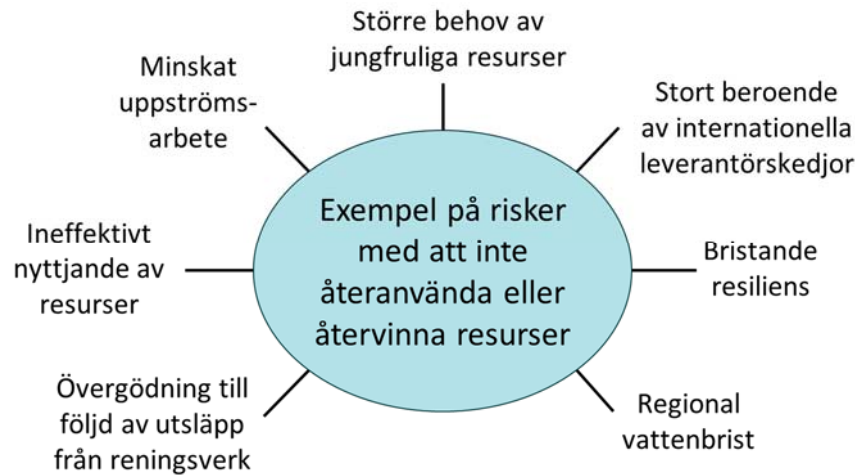 Större behov av
jungfruliga resurser
Minskat
uppströms-
arbete
Stort beroende
av internationella
leverantörskedjor
Exempel på risker
med att inte
återanvända eller
återvinna resurser
Ineffektivt
nyttjande av
resurser
Bristande
resiliens
Övergödning till
följd av utsläpp
från reningsverk
Regional
vattenbrist